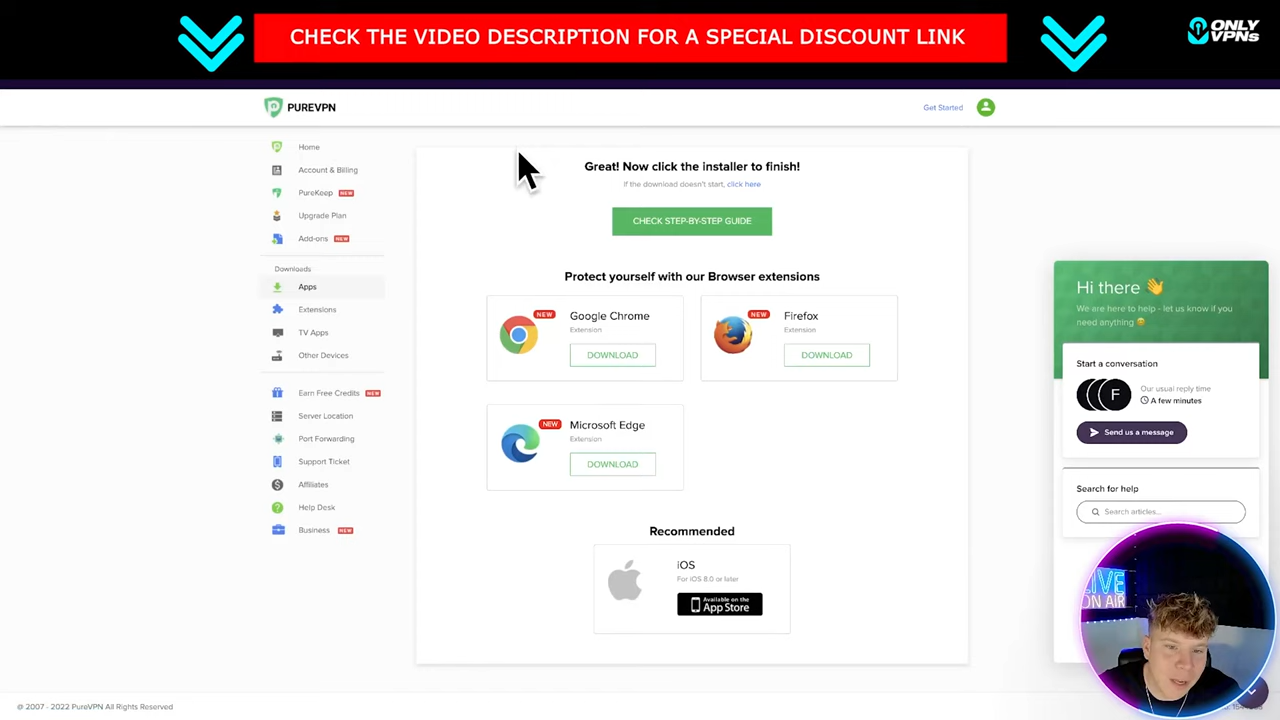 CHECK THE VIDEO DESCRIPTION FOR A SPECIAL DISCOUNT LINK
ONLY
VPNs
PUREVPN
Get Started
Home
Account & Billing
PureKeep NEW
Upgrade Plan
Add-ons NEW
Downloads
Apps
Extensions
TV Apps
Other Devices
Earn Free Credits NEW
Server Location
Port Forwarding
Support Ticket
Affiliates
Help Desk
Business NEW
Great! Now click the installer to finish!
If the download doesn't start, click here
CHECK STEP-BY-STEP GUIDE
Protect yourself with our Browser extensions
NEW
Google Chrome
Extension
DOWNLOAD
NEW
Firefox
Extension
DOWNLOAD
NEW
Microsoft Edge
Extension
DOWNLOAD
Recommended
iOS
For iOS 8.0 or later
Available on the
App Store
Hi there 👋
We are here to help - let us know if you
need anything 😄
Start a conversation
F
Our usual reply time
A few minutes
Send us a message
Search for help
Search articles...
LIVE
ON AIR
@ 2007 - 2022 PureVPN All Rights Reserved